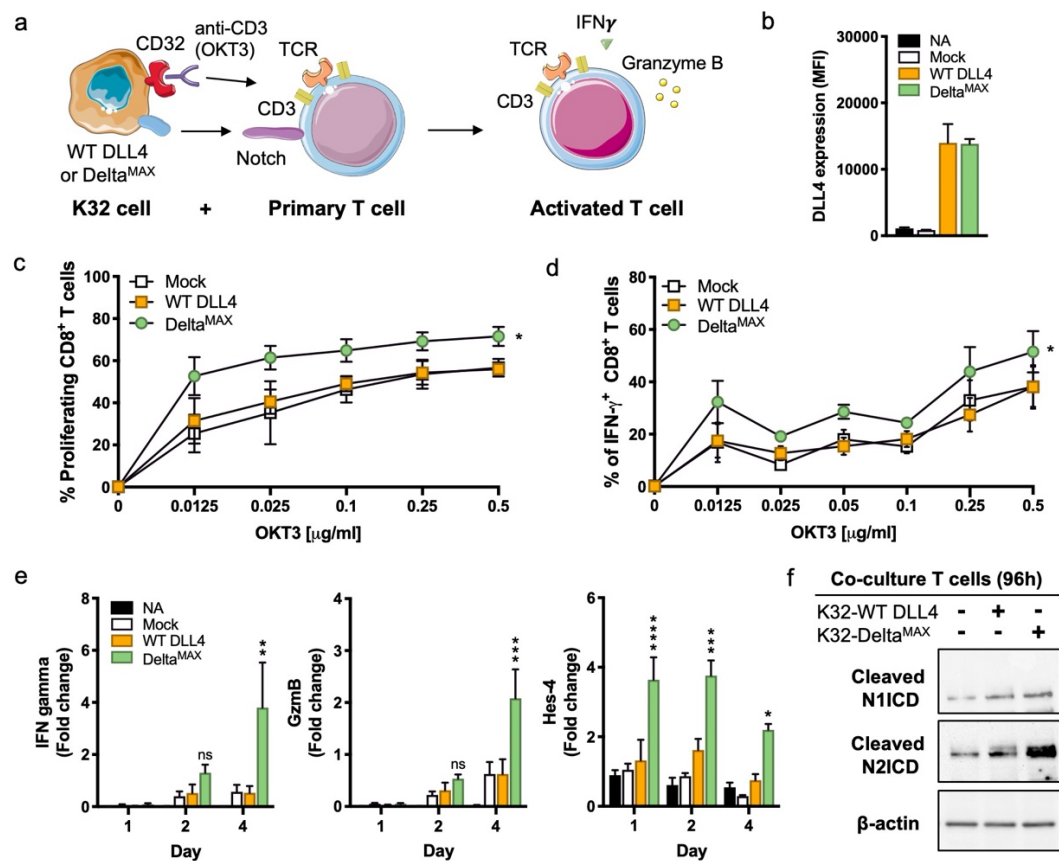 a
CD32
anti-CD3
(OKT3)
TCR
CD3
WT DLL4
or Delta^MAX
Notch
K32 cell + Primary T cell
IFNγ
TCR
Granzyme B
CD3
Activated T cell
b
DLL4 expression (MFI)
30000
20000
10000
0
NA
Mock
WT DLL4
Delta^MAX
c
% Proliferating CD8⁺ T cells
100
80
60
40
20
0
Mock
WT DLL4
Delta^MAX
*
0 0.0125 0.025 0.1 0.25 0.5
OKT3 [μg/ml]
d
% of IFN-γ⁺ CD8⁺ T cells
80
60
40
20
0
Mock
WT DLL4
Delta^MAX
*
0 0.0125 0.025 0.05 0.1 0.25 0.5
OKT3 [μg/ml]
e
IFN gamma
(Fold change)
8
6
4
2
0
NA
Mock
WT DLL4
Delta^MAX
ns
**
1 2 4
Day
GzmB
(Fold change)
4
3
2
1
0
ns
***
1 2 4
Day
Hes-4
(Fold change)
6
4
2
0
****
***
*
1 2 4
Day
f
Co-culture T cells (96h)
K32-WT DLL4 - + -
K32-Delta^MAX - - +
Cleaved
N1ICD
Cleaved
N2ICD
β-actin